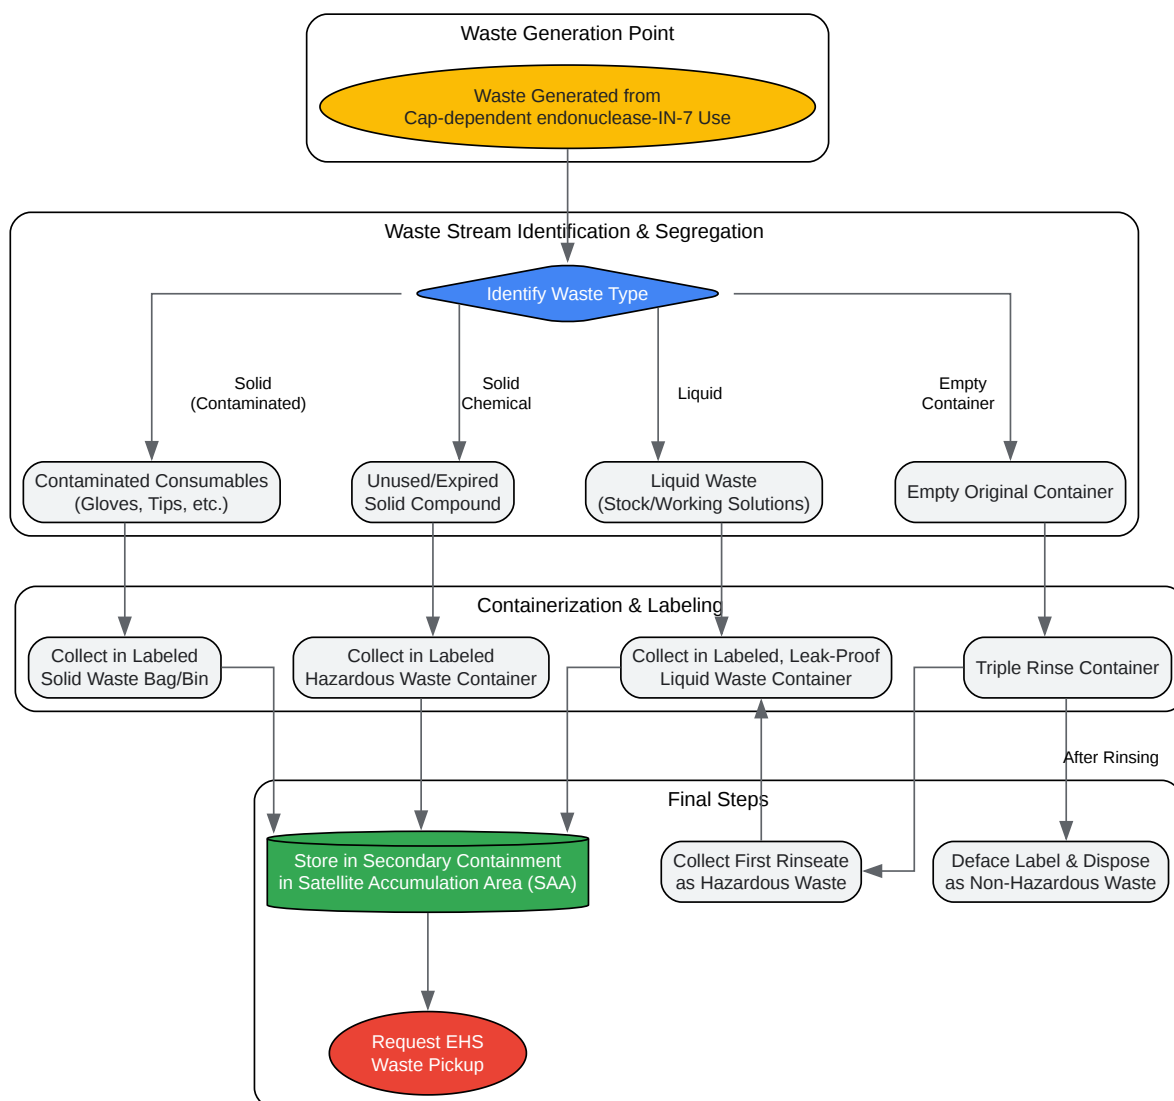 Waste Generation Point
Waste Generated from
Cap-dependent endonuclease-IN-7 Use
Waste Stream Identification & Segregation
Identify Waste Type
Solid
(Contaminated)
Solid
Chemical
Liquid
Empty
Container
Contaminated Consumables
(Gloves, Tips, etc.)
Unused/Expired
Solid Compound
Liquid Waste
(Stock/Working Solutions)
Empty Original Container
Containerization & Labeling
Collect in Labeled
Solid Waste Bag/Bin
Collect in Labeled
Hazardous Waste Container
Collect in Labeled, Leak-Proof
Liquid Waste Container
Triple Rinse Container
After Rinsing
Final Steps
Store in Secondary Containment
in Satellite Accumulation Area (SAA)
Collect First Rinseate
as Hazardous Waste
Deface Label & Dispose
as Non-Hazardous Waste
Request EHS
Waste Pickup